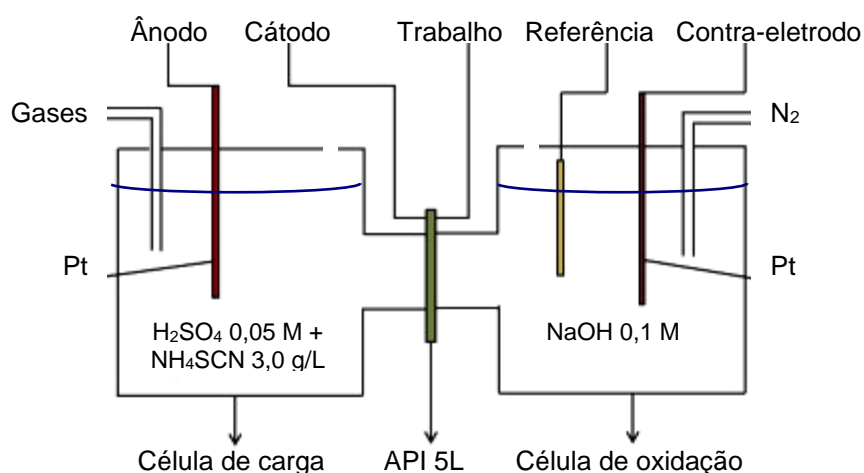 Ânodo Cátodo Trabalho Referência Contra-eletrodo
Gases N₂
Pt Pt
H₂SO₄ 0,05 M +
NH₄SCN 3,0 g/L
NaOH 0,1 M
Célula de carga API 5L Célula de oxidação